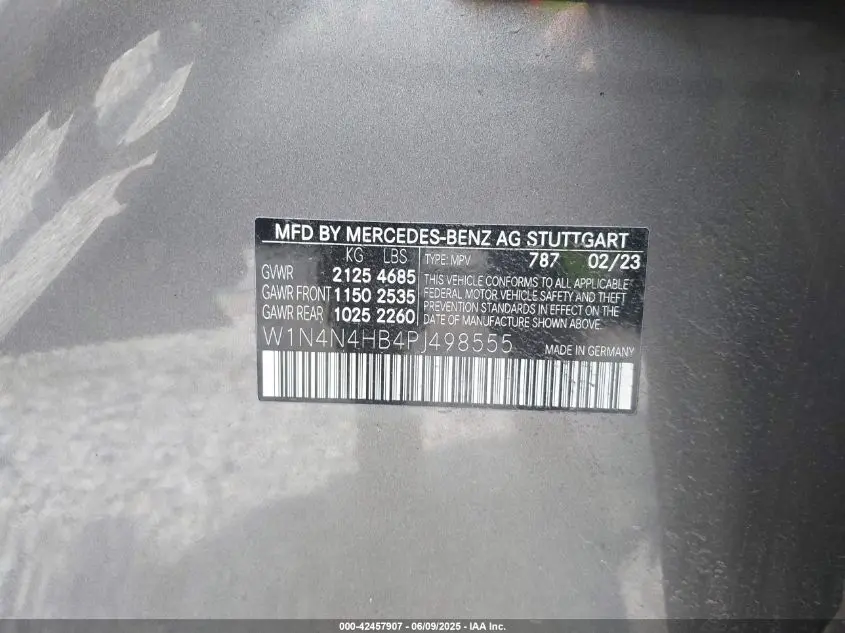 MFD BY MERCEDES-BENZ AG STUTTGART
KG LBS TYPE: MPV 787 02/23
GVWR 2125 4685
GAWR FRONT 1150 2535
GAWR REAR 1025 2260
THIS VEHICLE CONFORMS TO ALL APPLICABLE
FEDERAL MOTOR VEHICLE SAFETY AND THEFT
PREVENTION STANDARDS IN EFFECT ON THE
DATE OF MANUFACTURE SHOWN ABOVE.
W1N4N4HB4PJ498555 MADE IN GERMANY
000-42457907 - 06/09/2025 - IAA Inc.